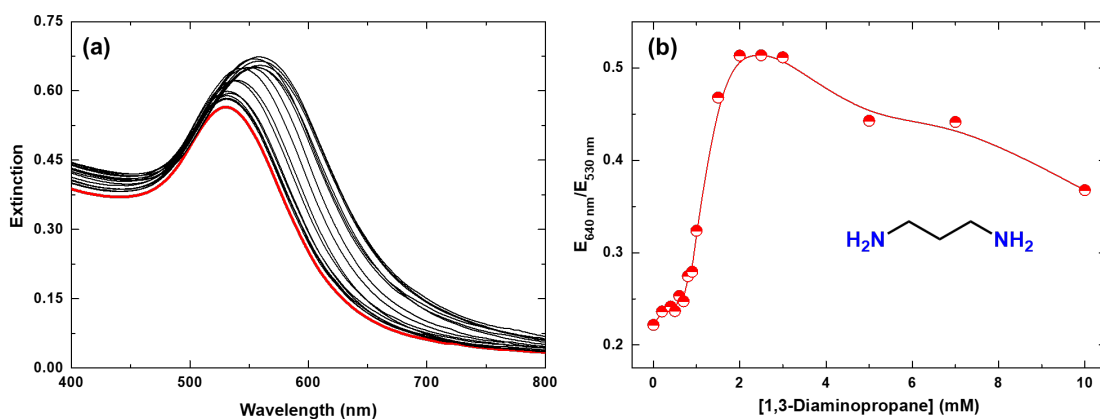 (a)
0.75
0.60
0.45
0.30
0.15
0.00
Extinction
400 500 600 700 800
Wavelength (nm)
(b)
0.5
0.4
0.3
0.2
E640 nm/E530 nm
H2N NH2
0 2 4 6 8 10
[1,3-Diaminopropane] (mM)